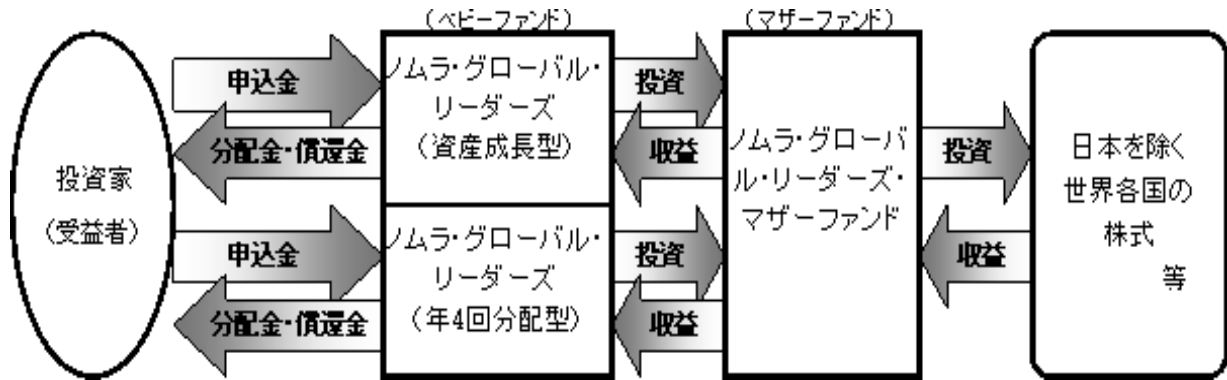 （ベビーファンド）
（マザーファンド）
投資家
（受益者）
申込金
分配金・償還金
申込金
分配金・償還金
ノムラ・グローバル・
リーダーズ
（資産成長型）
ノムラ・グローバル・
リーダーズ
（年4回分配型）
投資
収益
投資
収益
ノムラ・グローバ
ル・リーダーズ・
マザーファンド
投資
収益
日本を除く
世界各国の
株式
等